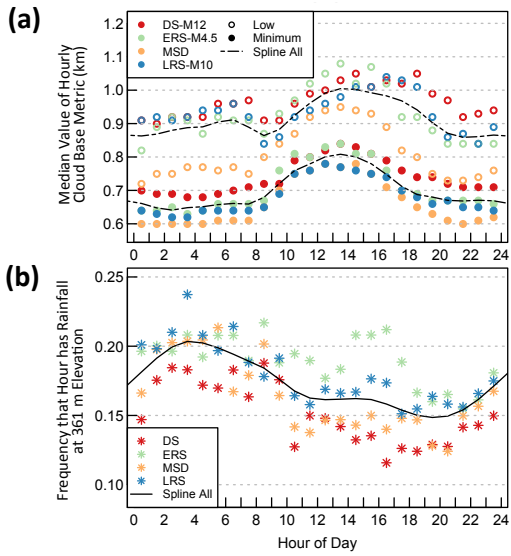 (a)
DS-M12
ERS-M4.5
MSD
LRS-M10
Low
Minimum
Spline All
Median Value of Hourly
Cloud Base Metric (km)
1.2
1.1
1.0
0.9
0.8
0.7
0.6
0 2 4 6 8 10 12 14 16 18 20 22 24
(b)
Frequency that Hour has Rainfall
at 361 m Elevation
0.25
0.20
0.15
0.10
DS
ERS
MSD
LRS
Spline All
0 2 4 6 8 10 12 14 16 18 20 22 24
Hour of Day